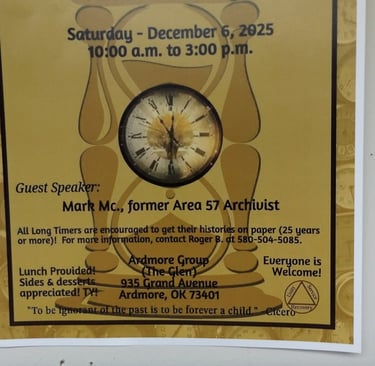 Saturday - December 6, 2025
10:00 a.m. to 3:00 p.m.
Guest Speaker:
Mark Mc., former Area 57 Archivist
All Long Timers are encouraged to get their histories on paper (25 years
or more)! For more information, contact Roger B. at 580-504-5085.
Lunch Provided!
Sides & desserts
appreciated! TY!
Ardmore Group
(The Glen)
935 Grand Avenue
Ardmore, OK 73401
Everyone is
Welcome!
"To be ignorant of the past is to be forever a child." -Cicero
Unity
Service
Recovery